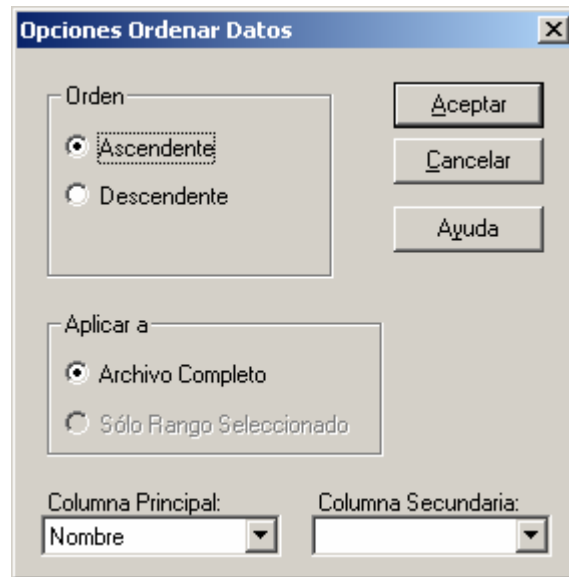 Opciones Ordenar Datos
Orden
Ascendente
Descendente
Aceptar
Cancelar
Ayuda
Aplicar a
Archivo Completo
Sólo Rango Seleccionado
Columna Principal:
Nombre
Columna Secundaria: